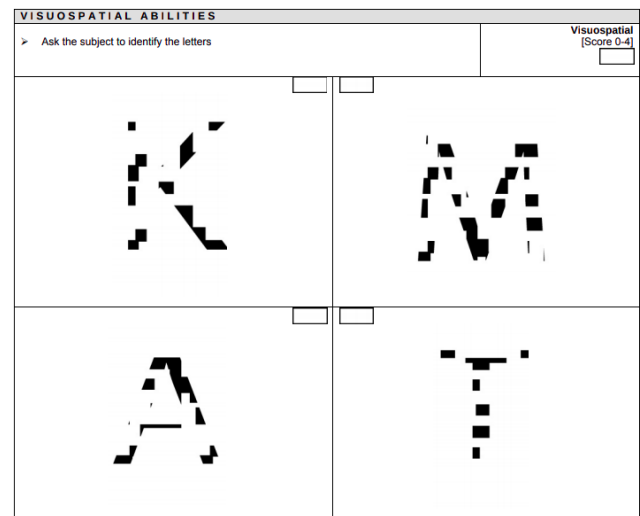 VISUOSPATIAL ABILITIES
➢ Ask the subject to identify the letters
Visuospatial
[Score 0-4]
K
M
A
T